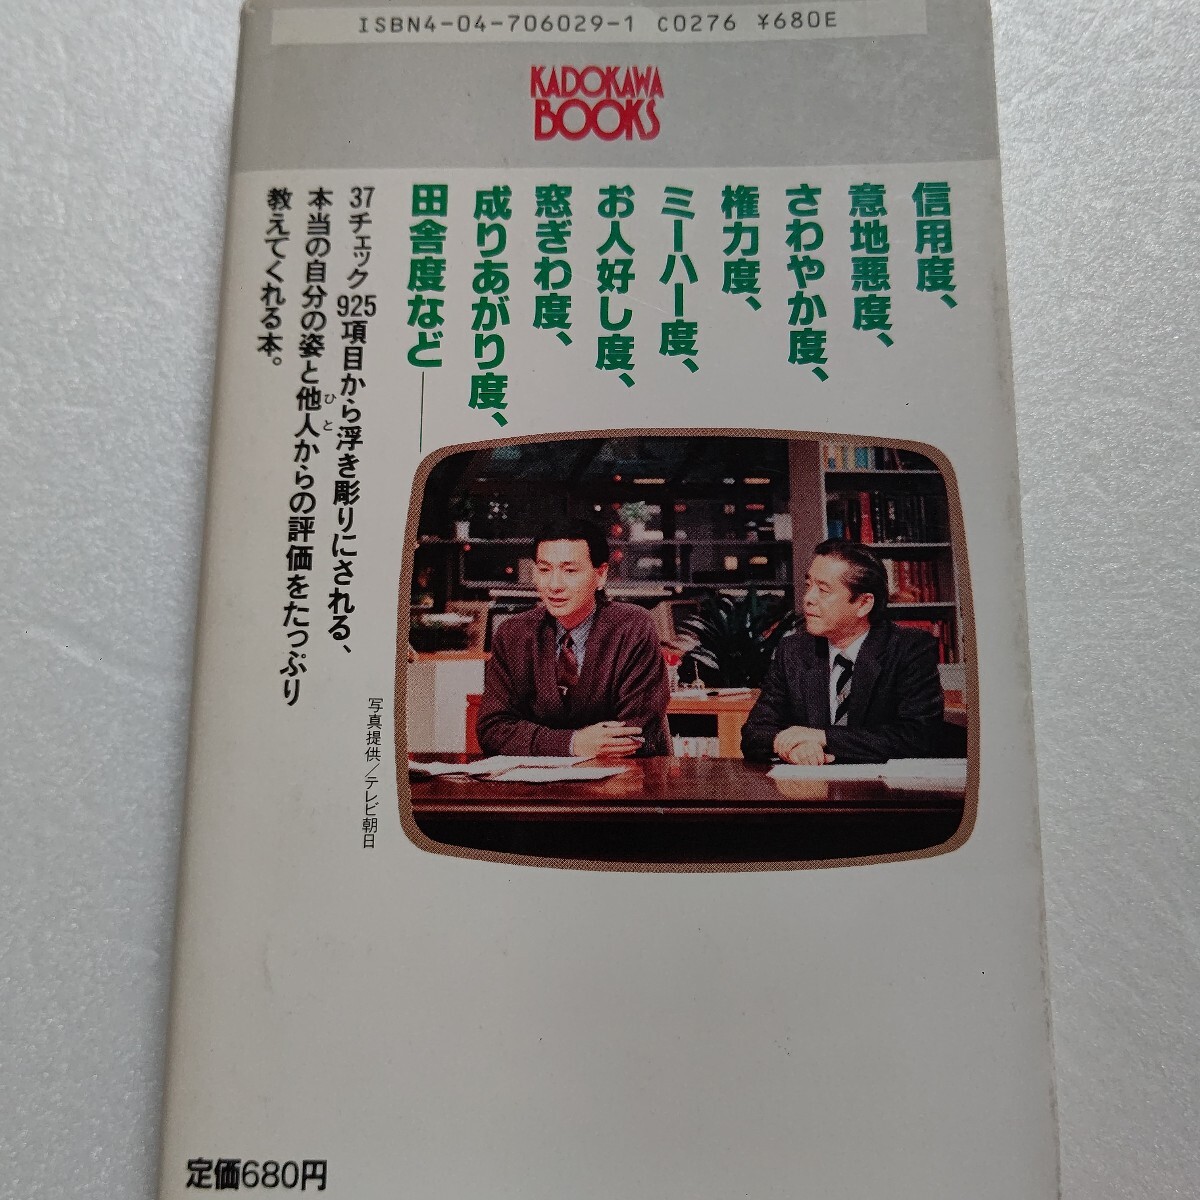 ISBN4-04-706029-1 C0276 ¥680E
KADOKAWA
BOOKS
信用度、
意地悪度、
さわやか度、
権力度、
ミーハー度、
お人好し度、
窓ぎわ度、
成りあがり度、
田舎度など——
37チェック925項目から浮き彫りにされる、
本当の自分の姿と他人からの評価をたっぷり
ひと
教えてくれる本。
写真提供/テレビ朝日
定価680円